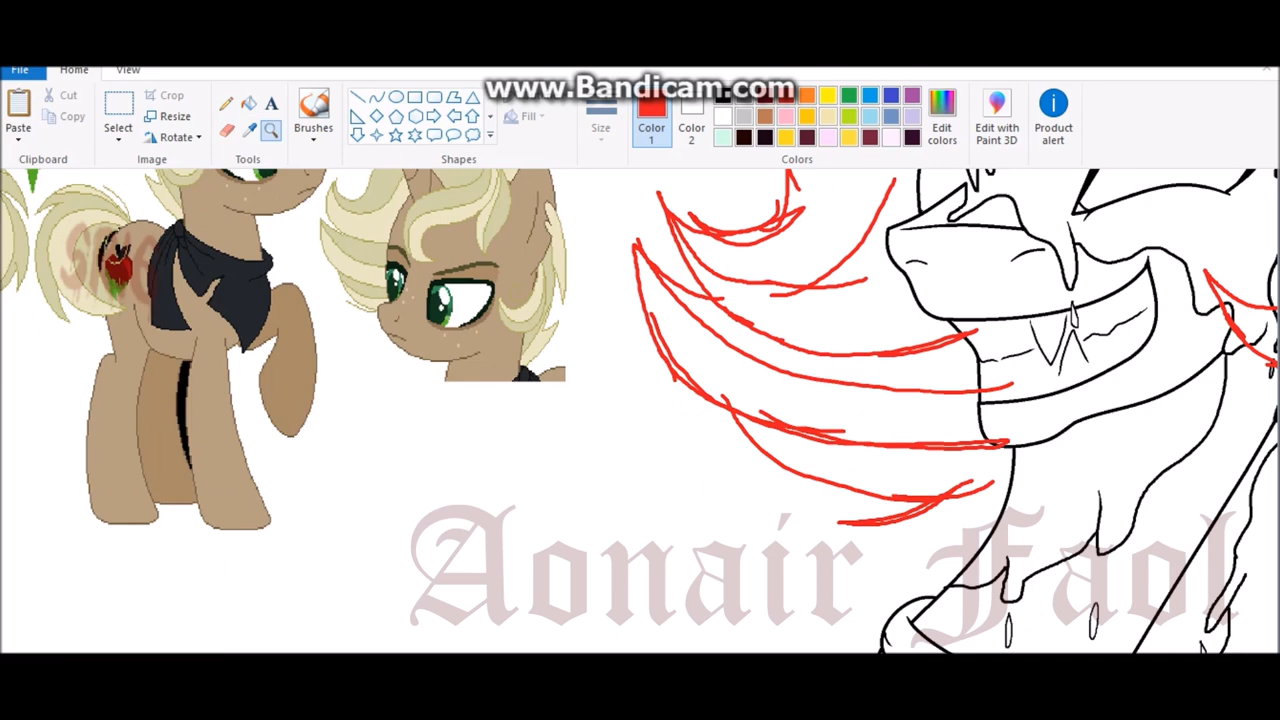 www.Bandicam.com
File Home View
Paste Cut Copy
Clipboard
Select Crop Resize Rotate
Image
Tools
Brushes
Shapes
Fill
Size
Color 1
Color 2
Edit colors
Colors
Edit with Paint 3D
Product alert
Aonair Faol